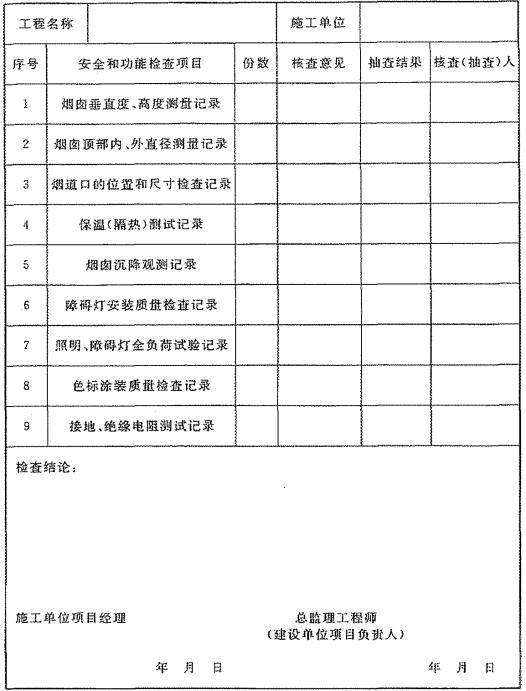 工程名称 施工单位
序号 安全和功能检查项目 份数 核查意见 抽查结果 核查(抽查)人
1 烟囱垂直度、高度测量记录
2 烟囱顶部内、外直径测量记录
3 烟道口的位置和尺寸检查记录
4 保温(隔热)测试记录
5 烟囱沉降观测记录
6 障碍灯安装质量检查记录
7 照明、障碍灯全负荷试验记录
8 色标涂装质量检查记录
9 接地、绝缘电阻测试记录
检查结论:
施工单位项目经理 总监理工程师
(建设单位项目负责人)
年 月 日 年 月 日